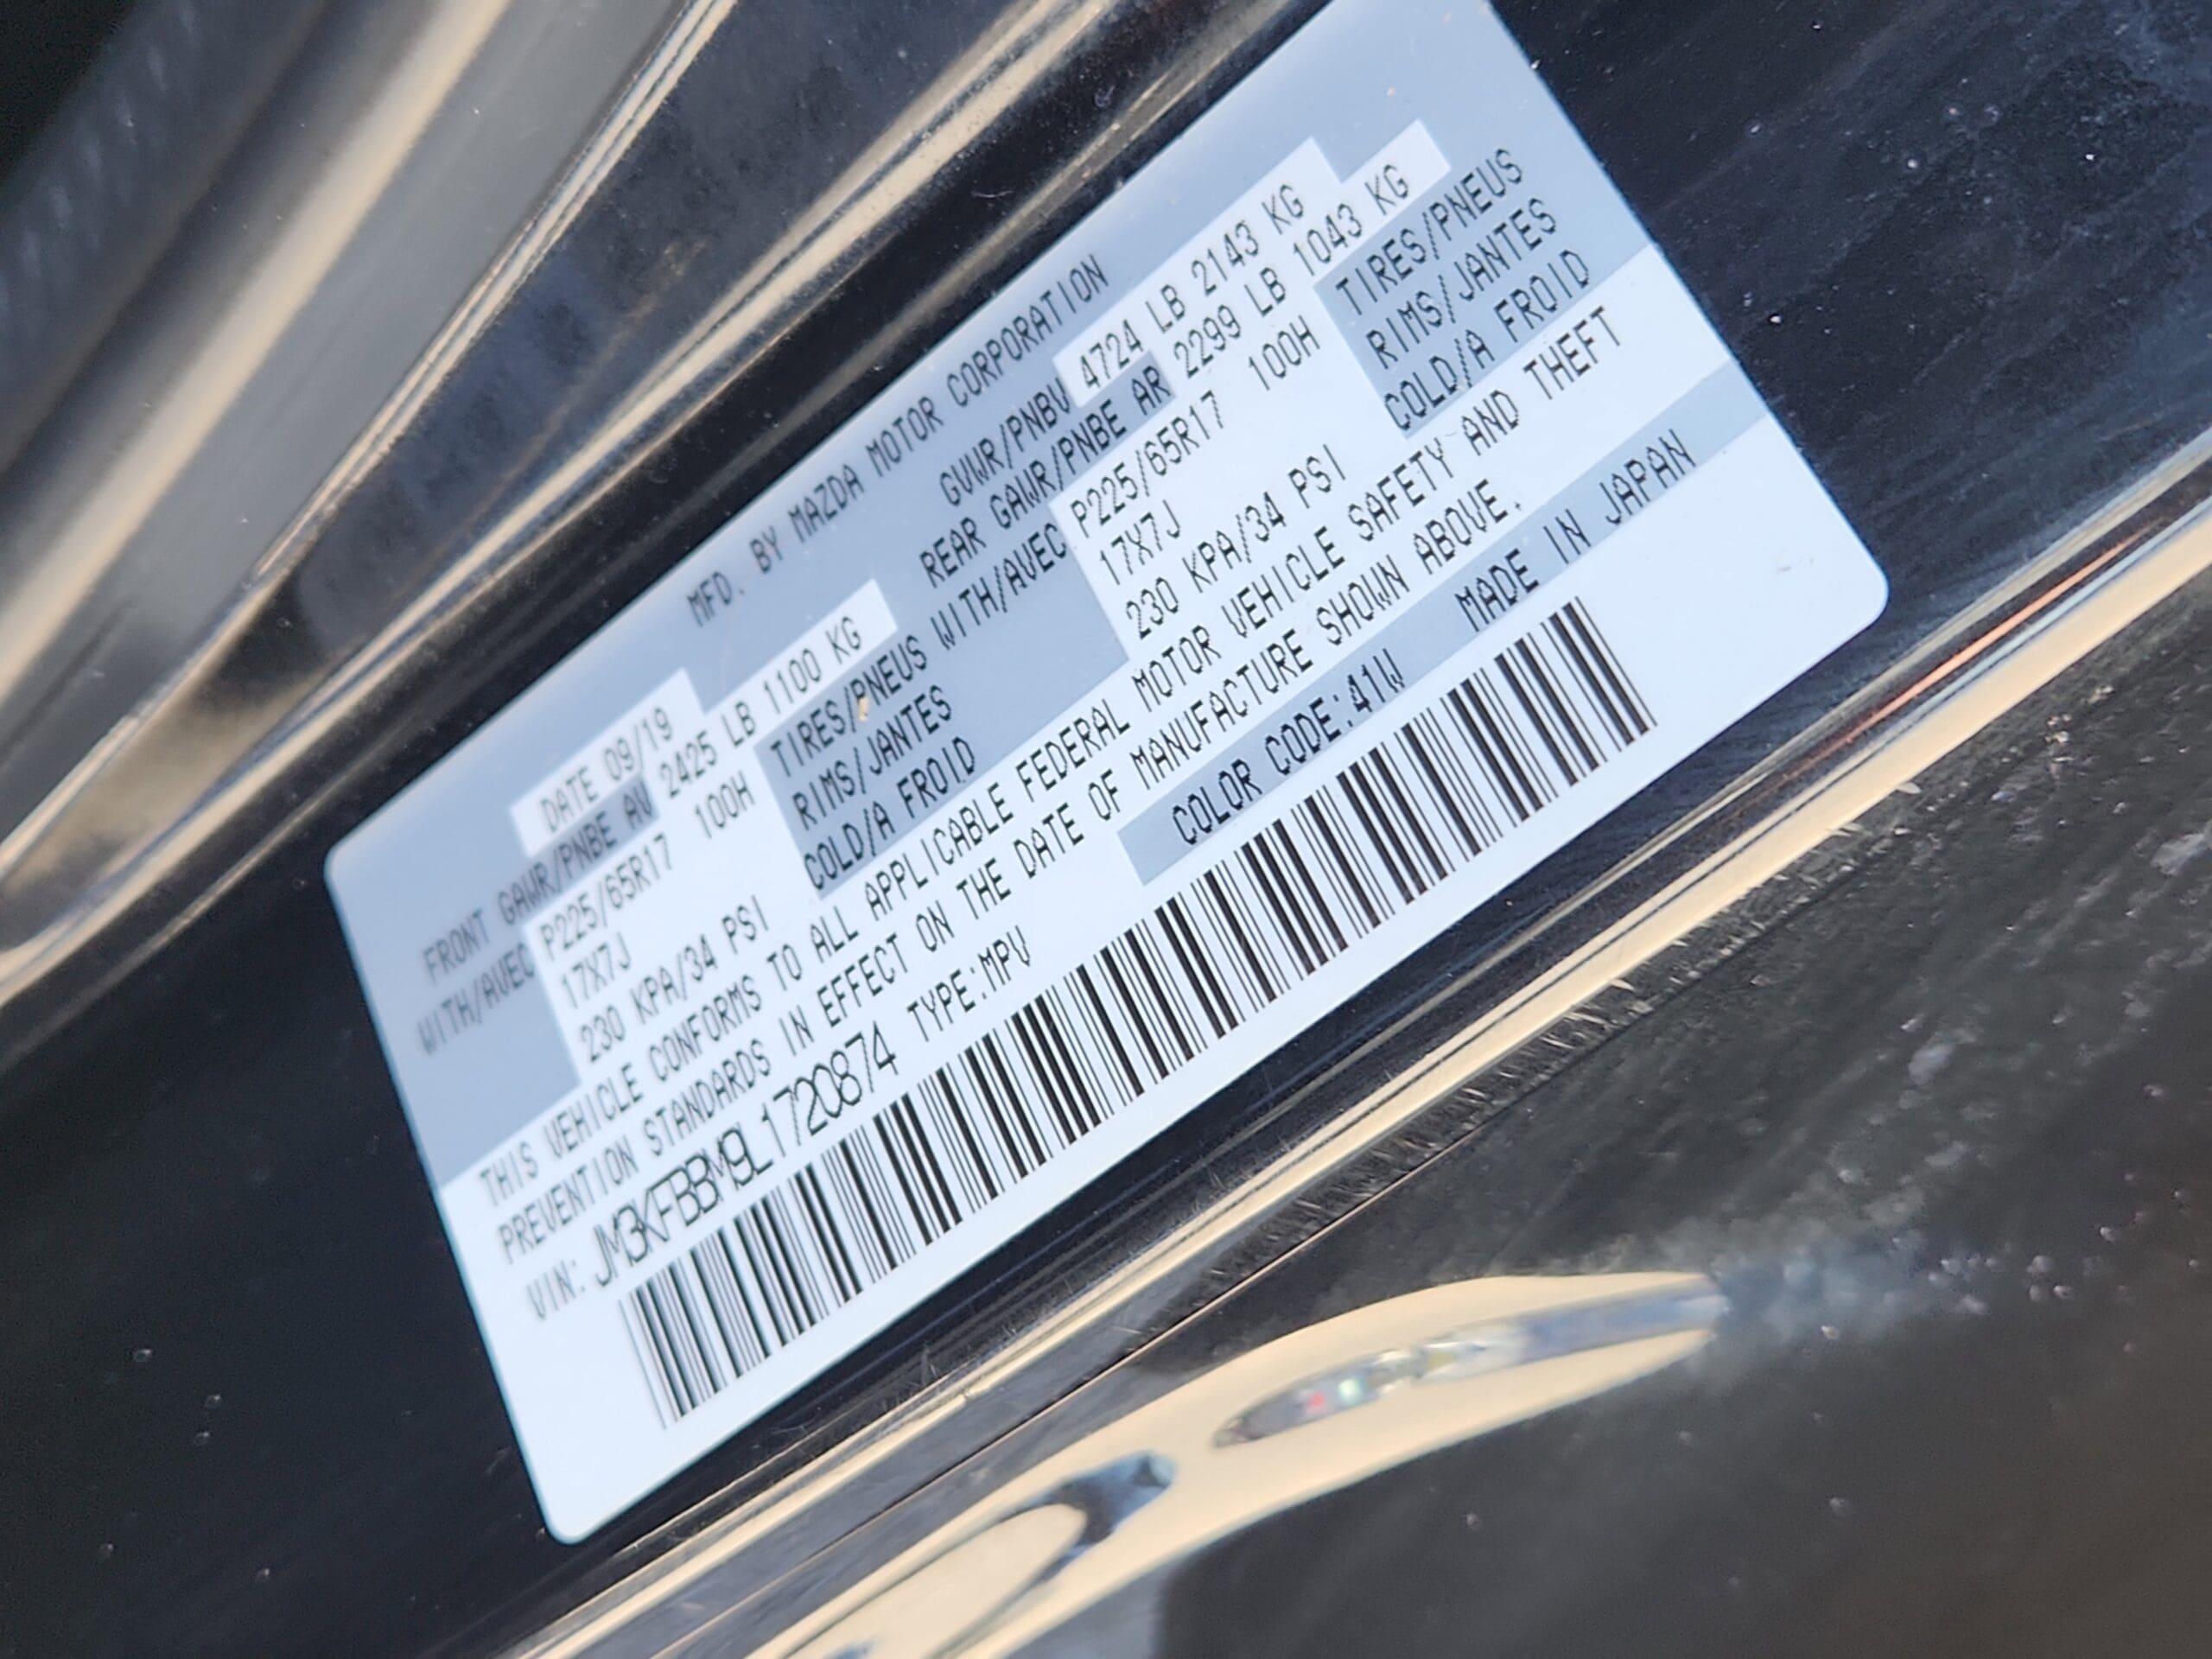 MFD. BY MAZDA MOTOR CORPORATION
DATE 09/19 GVWR/PNBV 4724 LB 2143 KG
FRONT GAWR/PNBE AV 2425 LB 1100 KG REAR GAWR/PNBE AR 2299 LB 1043 KG
WITH/AVEC P225/65R17 100H TIRES/PNEUS WITH/AVEC P225/65R17 100H TIRES/PNEUS
17X7J RIMS/JANTES 17X7J RIMS/JANTES
230 KPA/34 PSI COLD/A FROID 230 KPA/34 PSI COLD/A FROID
THIS VEHICLE CONFORMS TO ALL APPLICABLE FEDERAL MOTOR VEHICLE SAFETY AND THEFT
PREVENTION STANDARDS IN EFFECT ON THE DATE OF MANUFACTURE SHOWN ABOVE.
VIN: JM3KFBBM9L1720874 TYPE:MPV COLOR CODE:41W MADE IN JAPAN